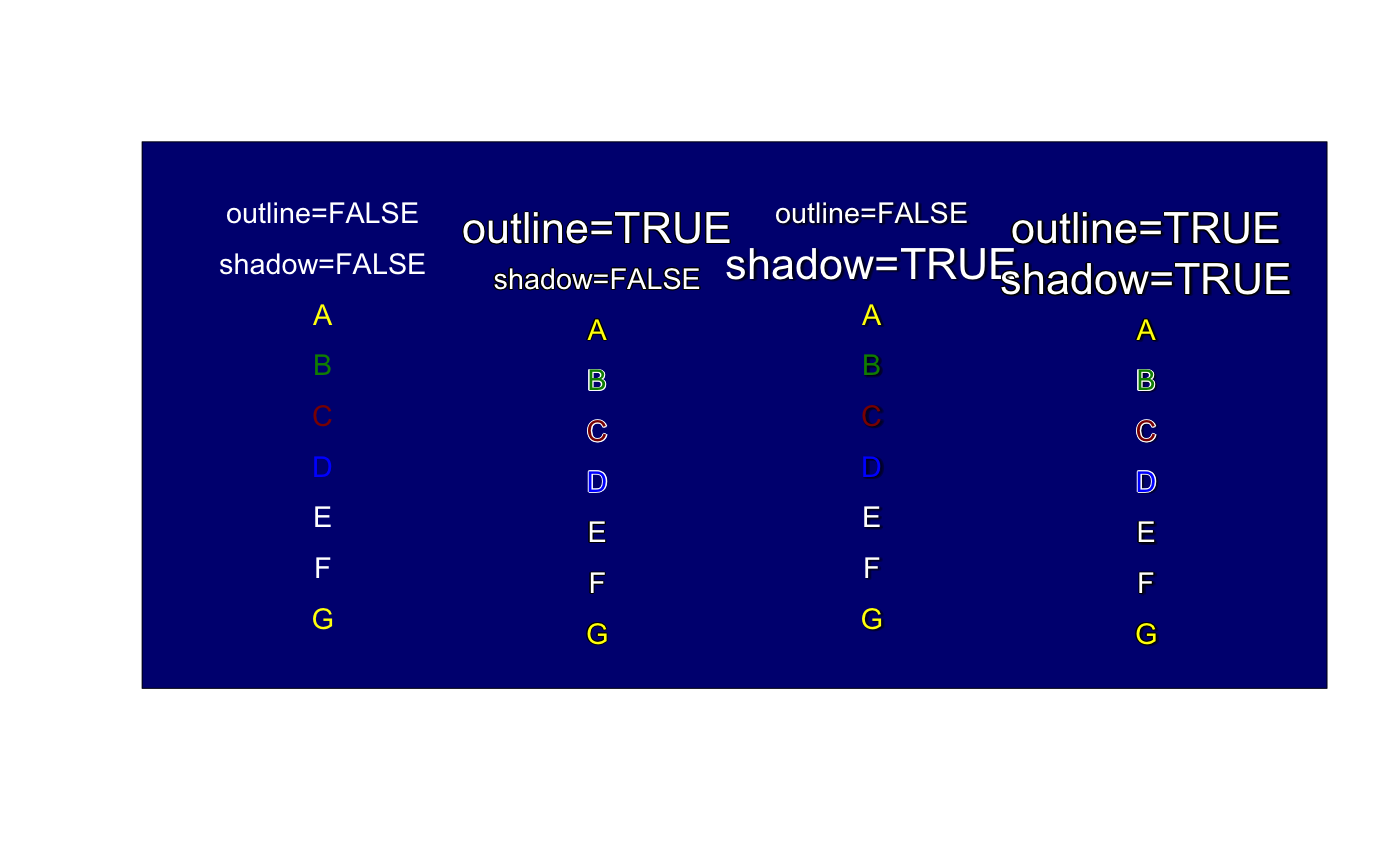 outline=FALSE
shadow=FALSE
A
B
C
D
E
F
G
outline=TRUE
shadow=FALSE
A
B
C
D
E
F
G
outline=FALSE
shadow=TRUE
A
B
C
D
E
F
G
outline=TRUE
shadow=TRUE
A
B
C
D
E
F
G